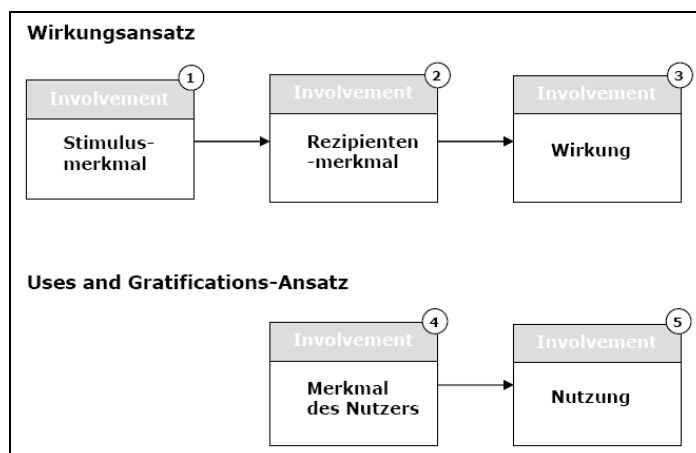 Wirkungsansatz
1 2 3
Involvement Involvement Involvement
Stimulus-
merkmal
Rezipienten
-merkmal
Wirkung
Uses and Gratifications-Ansatz
4 5
Involvement Involvement
Merkmal
des Nutzers
Nutzung